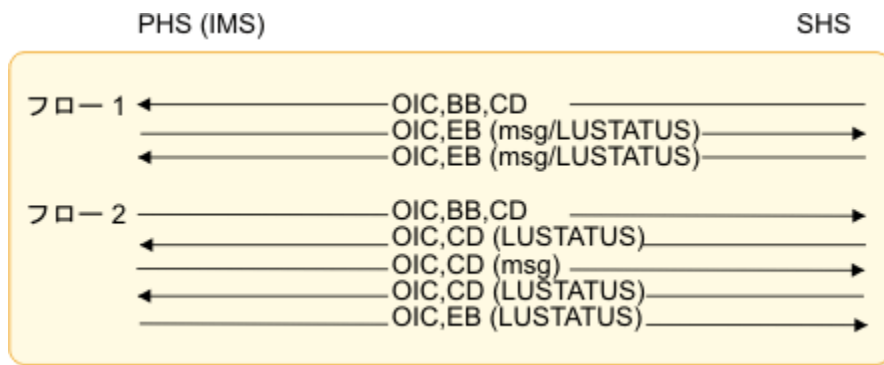 PHS (IMS) SHS
フロー 1 OIC,BB,CD
OIC,EB (msg/LUSTATUS)
OIC,EB (msg/LUSTATUS)
フロー 2 OIC,BB,CD
OIC,CD (LUSTATUS)
OIC,CD (msg)
OIC,CD (LUSTATUS)
OIC,EB (LUSTATUS)